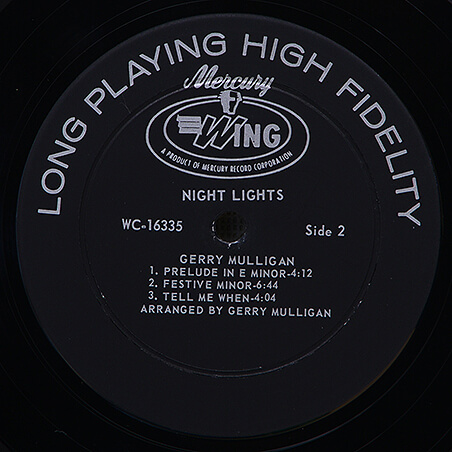 LONG PLAYING HIGH FIDELITY
Mercury
WING
A PRODUCT OF MERCURY RECORD CORPORATION
NIGHT LIGHTS
WC-16335 Side 2
GERRY MULLIGAN
1. PRELUDE IN E MINOR-4:12
2. FESTIVE MINOR-6:44
3. TELL ME WHEN-4:04
ARRANGED BY GERRY MULLIGAN